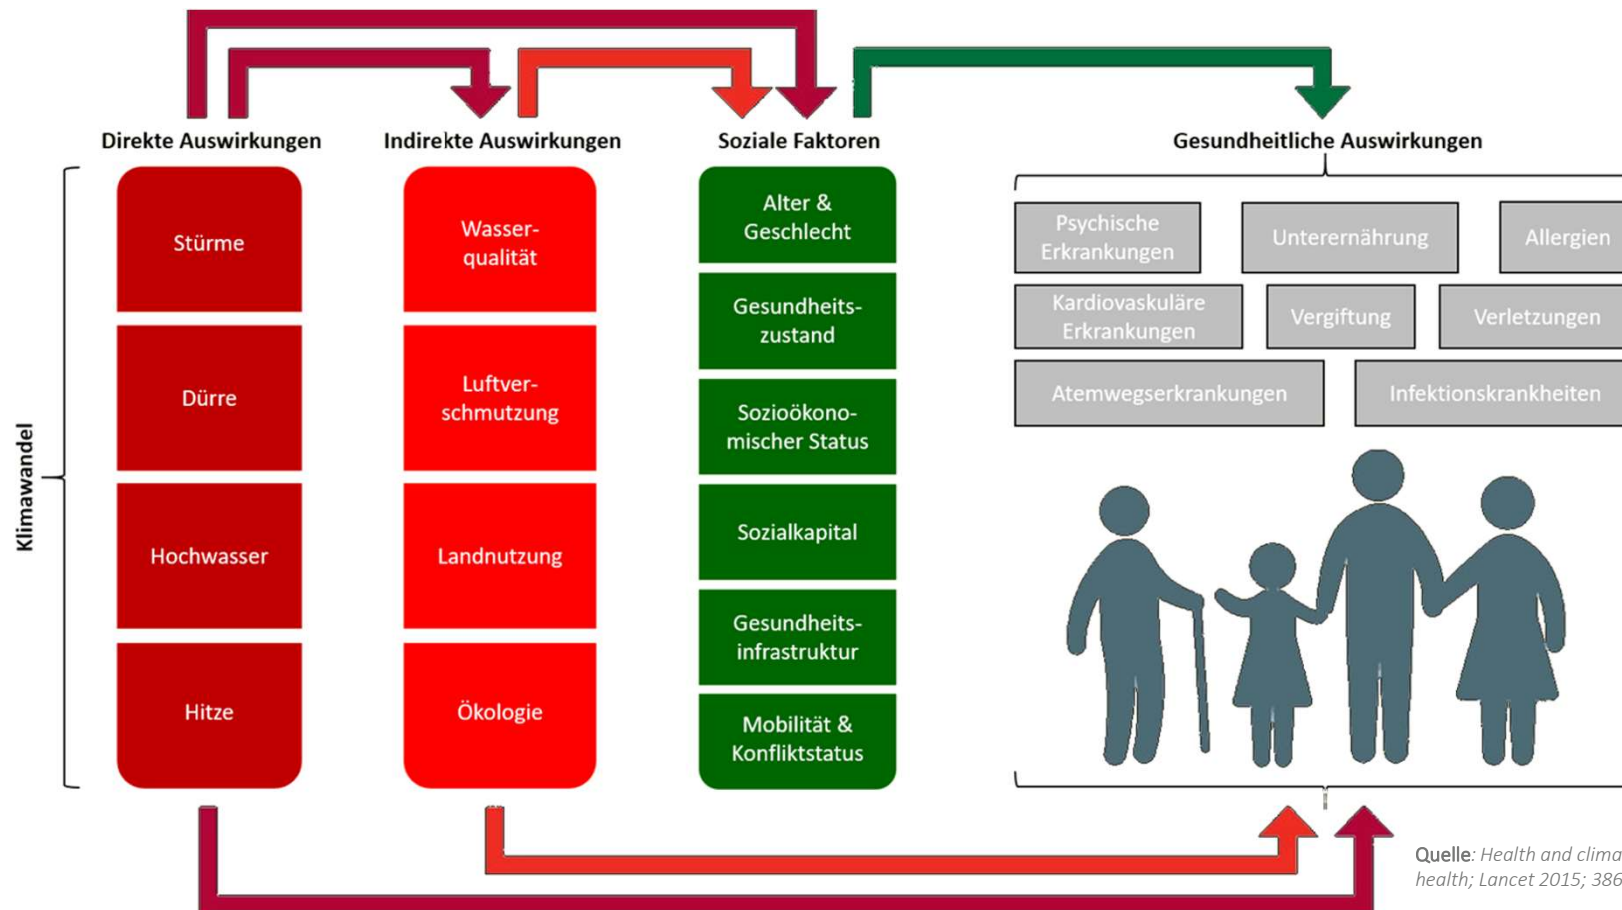 Direkte Auswirkungen
Indirekte Auswirkungen
Soziale Faktoren
Gesundheitliche Auswirkungen
Klimawandel
Stürme
Dürre
Hochwasser
Hitze
Wasser-
qualität
Luftver-
schmutzung
Landnutzung
Ökologie
Alter &
Geschlecht
Gesundheits-
zustand
Sozioökono-
mischer Status
Sozialkapital
Gesundheits-
infrastruktur
Mobilität &
Konfliktstatus
Psychische
Erkrankungen
Unterernährung
Allergien
Kardiovaskuläre
Erkrankungen
Vergiftung
Verletzungen
Atemwegserkrankungen
Infektionskrankheiten
Quelle: Health and clima
health; Lancet 2015; 386